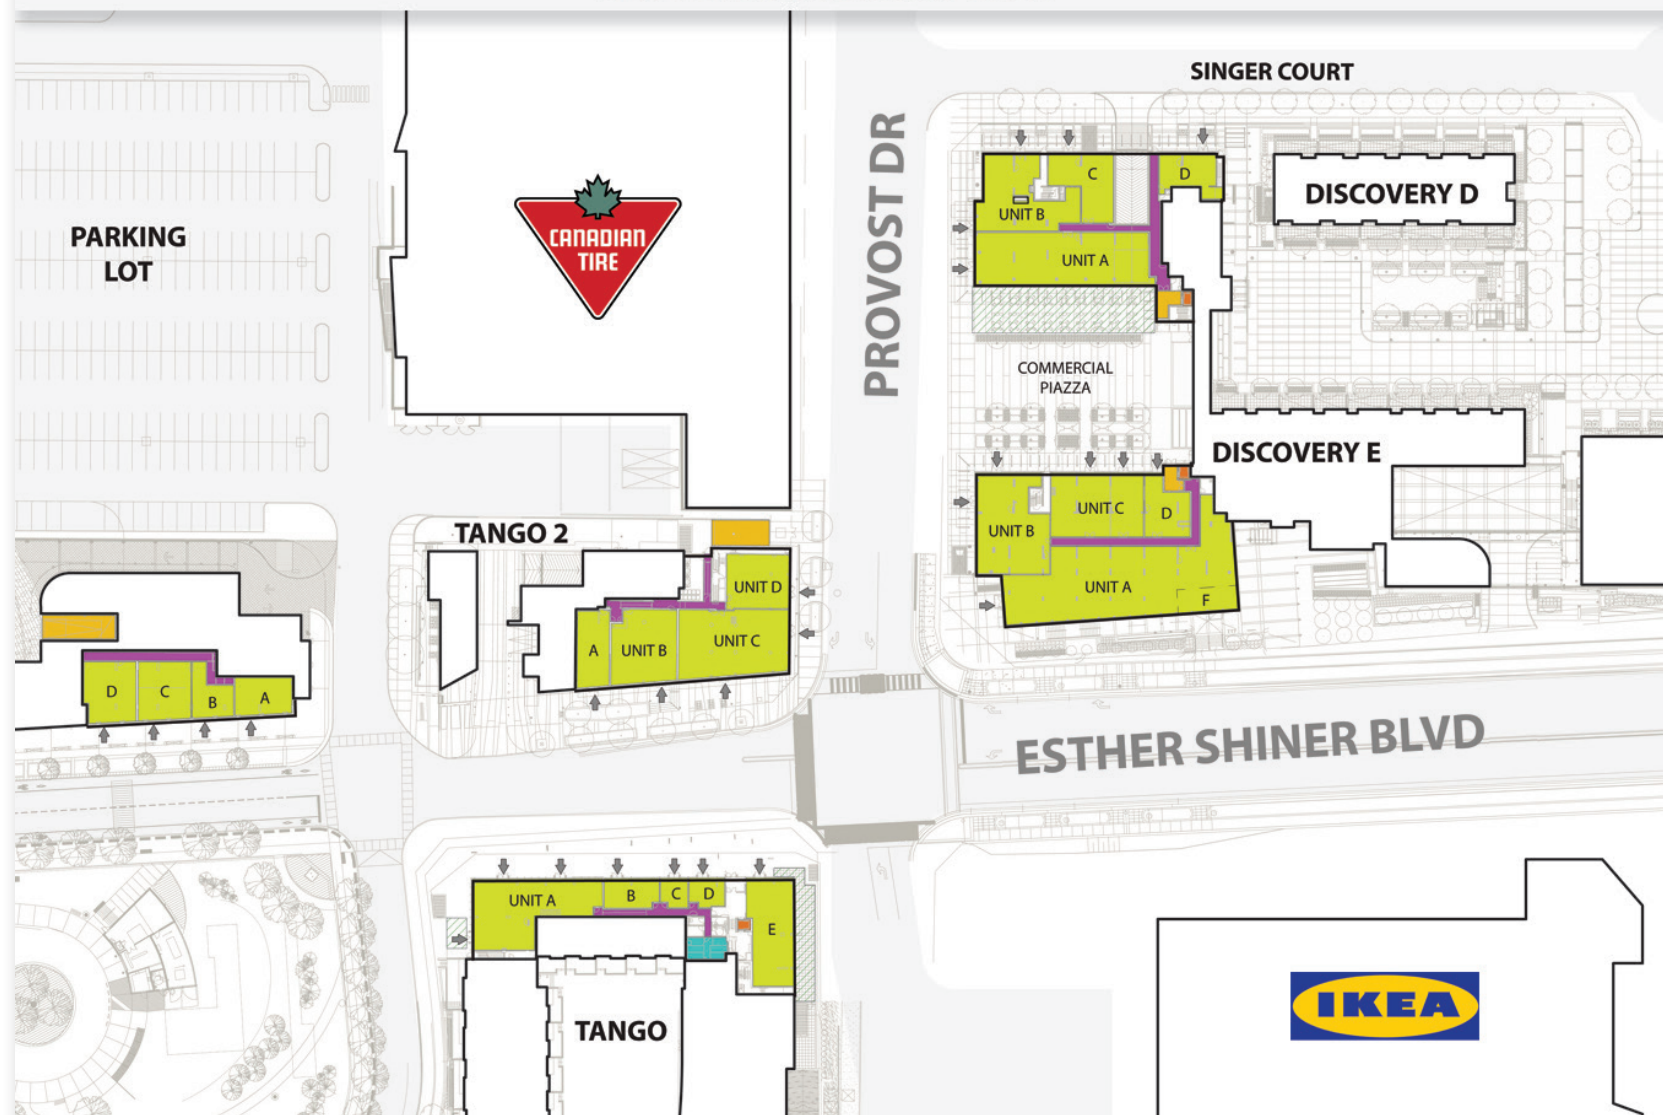 SINGER COURT
PROVOST DR
C
D
DISCOVERY D
UNIT B
CANADIAN
TIRE
PARKING
LOT
UNIT A
COMMERCIAL
PIAZZA
DISCOVERY E
UNIT C
D
UNIT B
TANGO 2
UNIT D
UNIT A
F
UNIT C
A
UNIT B
D
C
B
A
ESTHER SHINER BLVD
UNIT A
B
C
D
E
IKEA
TANGO